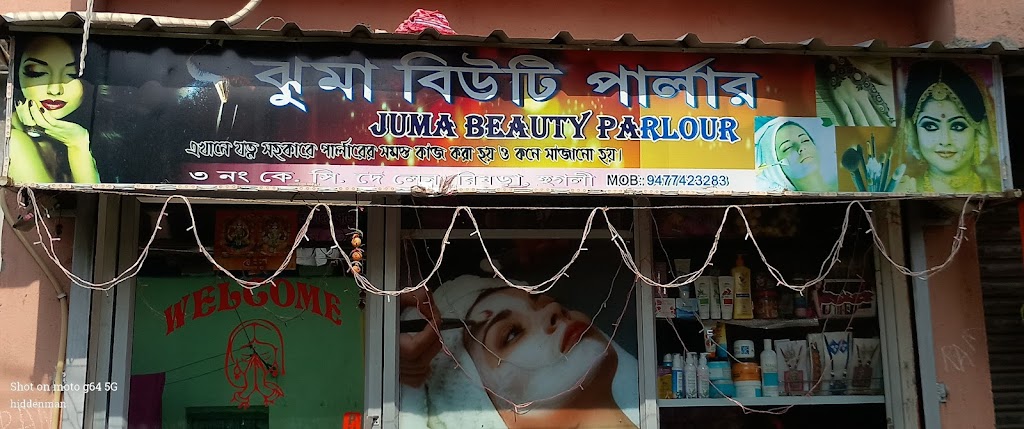 ঝুমা বিউটি পার্লার
JUMA BEAUTY PARLOUR
এখানে যত্ন সহকারে পার্লারের সমস্ত কাজ করা হয় ও কনে সাজানো হয়।
৩ নং কে. পি. দে লেন, রিষড়া, হুগলী MOB:: 9477423283
WELCOME
Shot on moto g64 5G
hiddenman